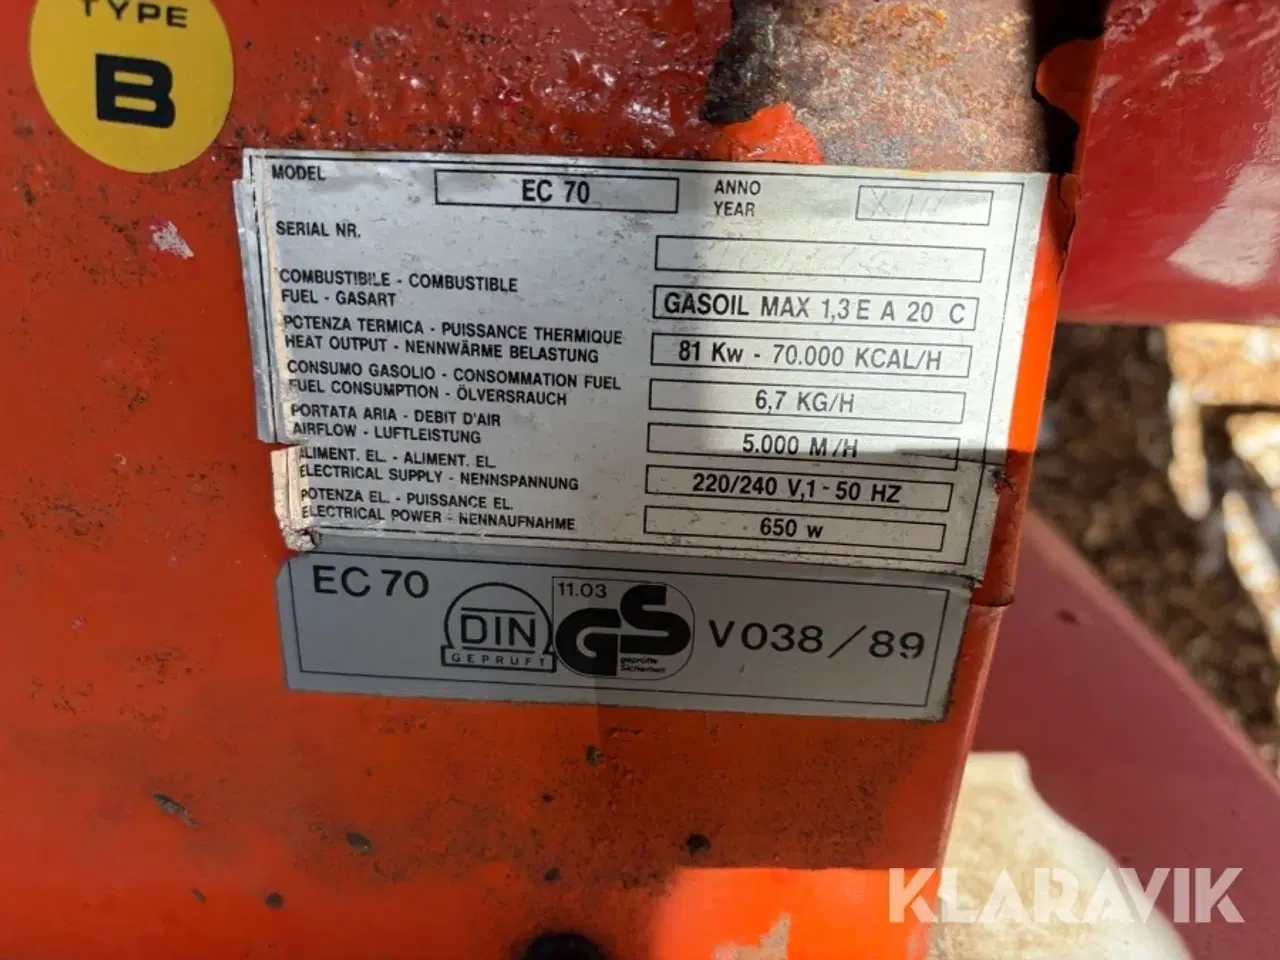 TYPE
B
MODEL EC 70 ANNO
YEAR
SERIAL NR.
COMBUSTIBILE - COMBUSTIBLE
FUEL - GASART GASOIL MAX 1,3 E A 20 C
POTENZA TERMICA - PUISSANCE THERMIQUE
HEAT OUTPUT - NENNWÄRME BELASTUNG 81 Kw - 70.000 KCAL/H
CONSUMO GASOLIO - CONSOMMATION FUEL
FUEL CONSUMPTION - ÖLVERSRAUCH 6,7 KG/H
PORTATA ARIA - DEBIT D'AIR
AIRFLOW - LUFTLEISTUNG 5.000 M/H
ALIMENT. EL. - ALIMENT. EL.
ELECTRICAL SUPPLY - NENNSPANNUNG 220/240 V,1 - 50 HZ
POTENZA EL. - PUISSANCE EL.
ELECTRICAL POWER - NENNAUFNAHME 650 w
EC 70
DIN
GEPRÜFT
11.03
GS
geprüfte
Sicherheit
V038/89
KLARAVIK